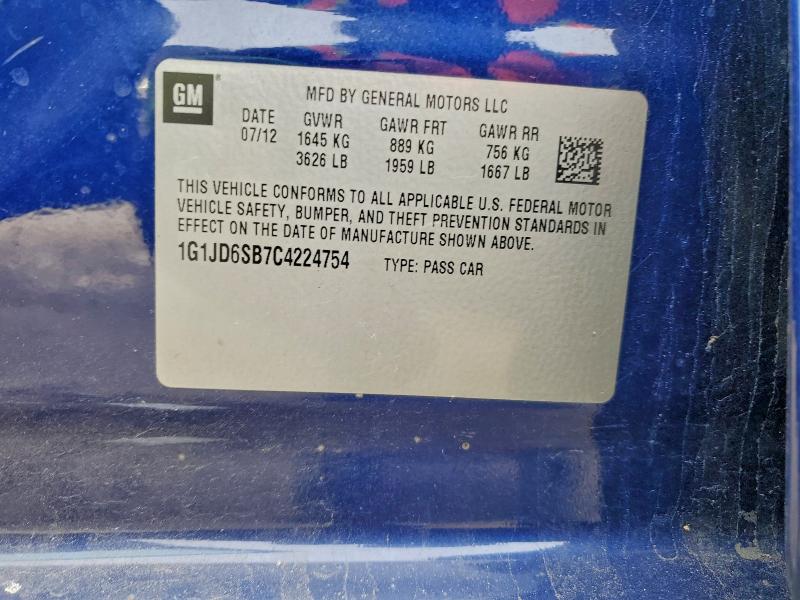 GM®
MFD BY GENERAL MOTORS LLC
DATE GVWR GAWR FRT GAWR RR
07/12 1645 KG 889 KG 756 KG
3626 LB 1959 LB 1667 LB
THIS VEHICLE CONFORMS TO ALL APPLICABLE U.S. FEDERAL MOTOR
VEHICLE SAFETY, BUMPER, AND THEFT PREVENTION STANDARDS IN
EFFECT ON THE DATE OF MANUFACTURE SHOWN ABOVE.
1G1JD6SB7C4224754 TYPE: PASS CAR